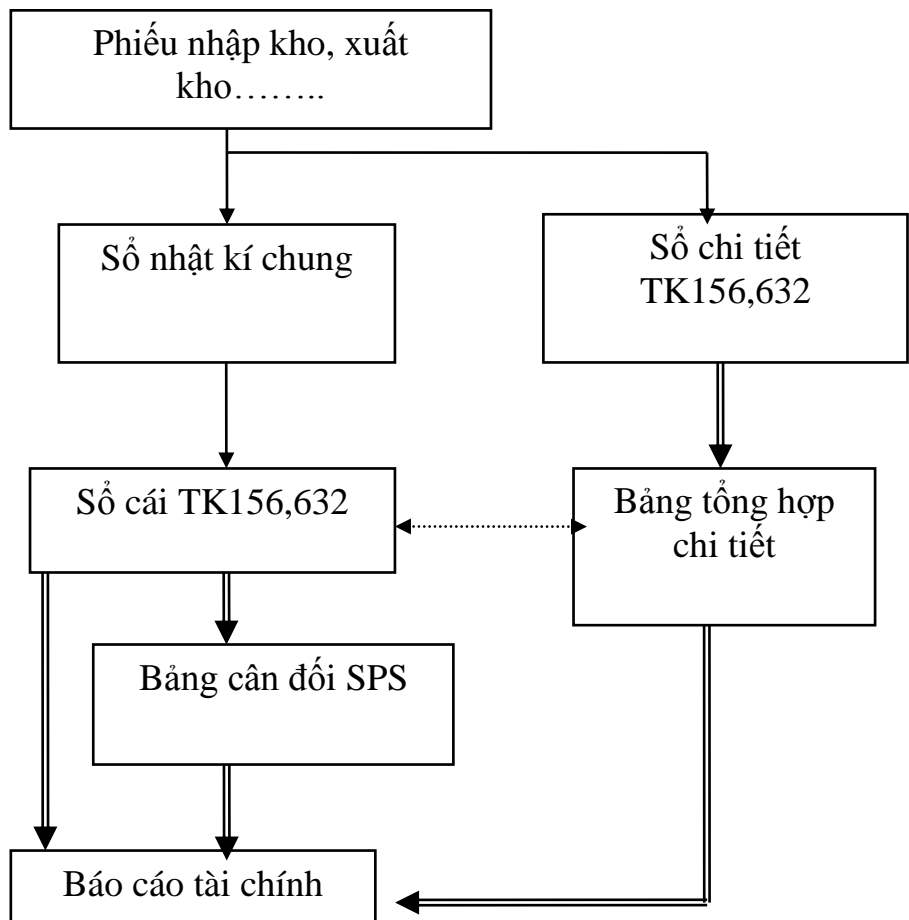 Phiếu nhập kho, xuất
kho……..
Sổ nhật kí chung
Sổ chi tiết
TK156,632
Sổ cái TK156,632
Bảng tổng hợp
chi tiết
Bảng cân đối SPS
Báo cáo tài chính